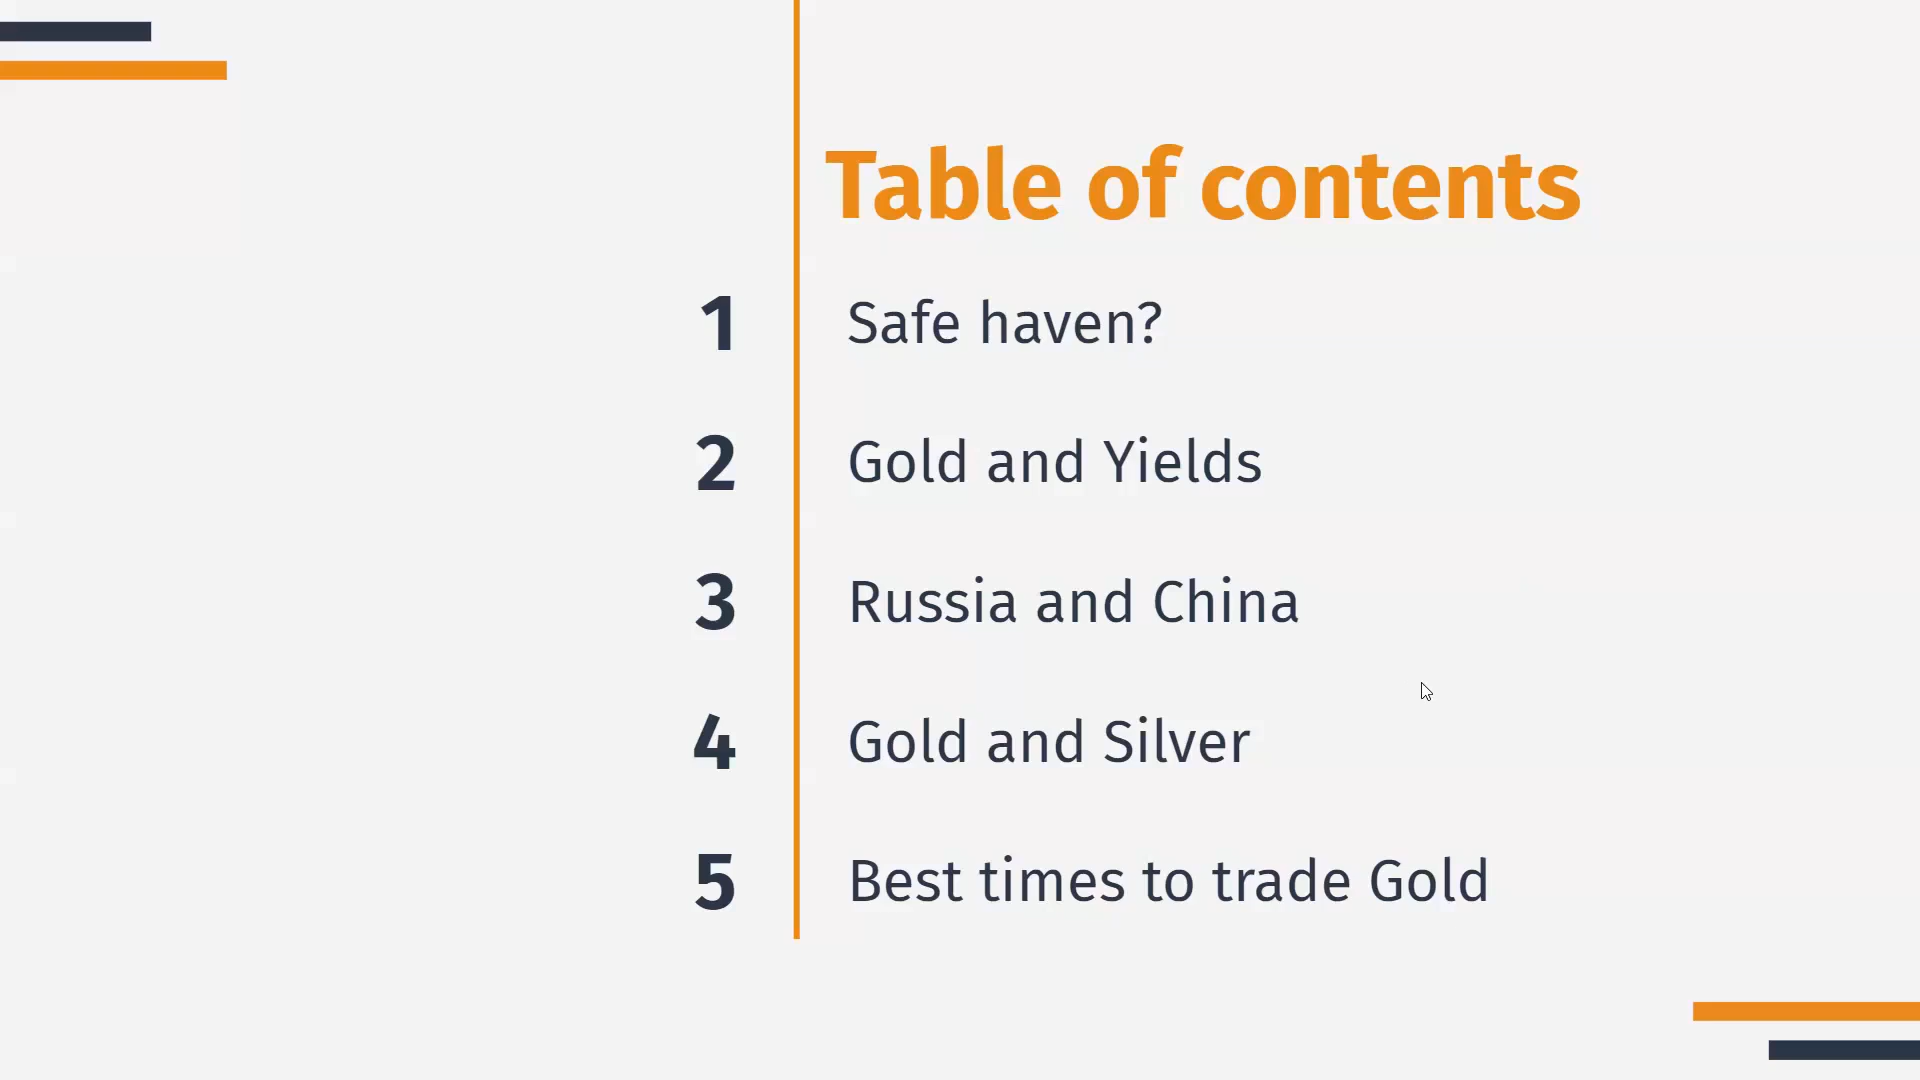 Table of contents
1 Safe haven?
2 Gold and Yields
3 Russia and China
4 Gold and Silver
5 Best times to trade Gold